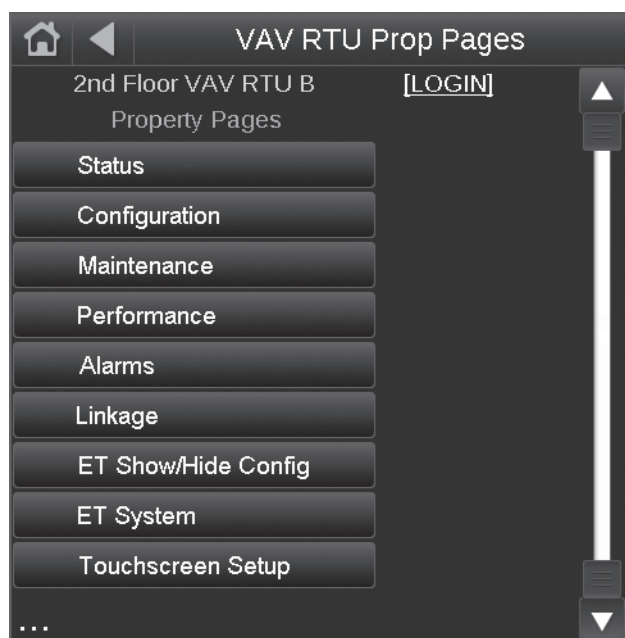 VAV RTU Prop Pages
2nd Floor VAV RTU B [LOGIN]
Property Pages
Status
Configuration
Maintenance
Performance
Alarms
Linkage
ET Show/Hide Config
ET System
Touchscreen Setup
...